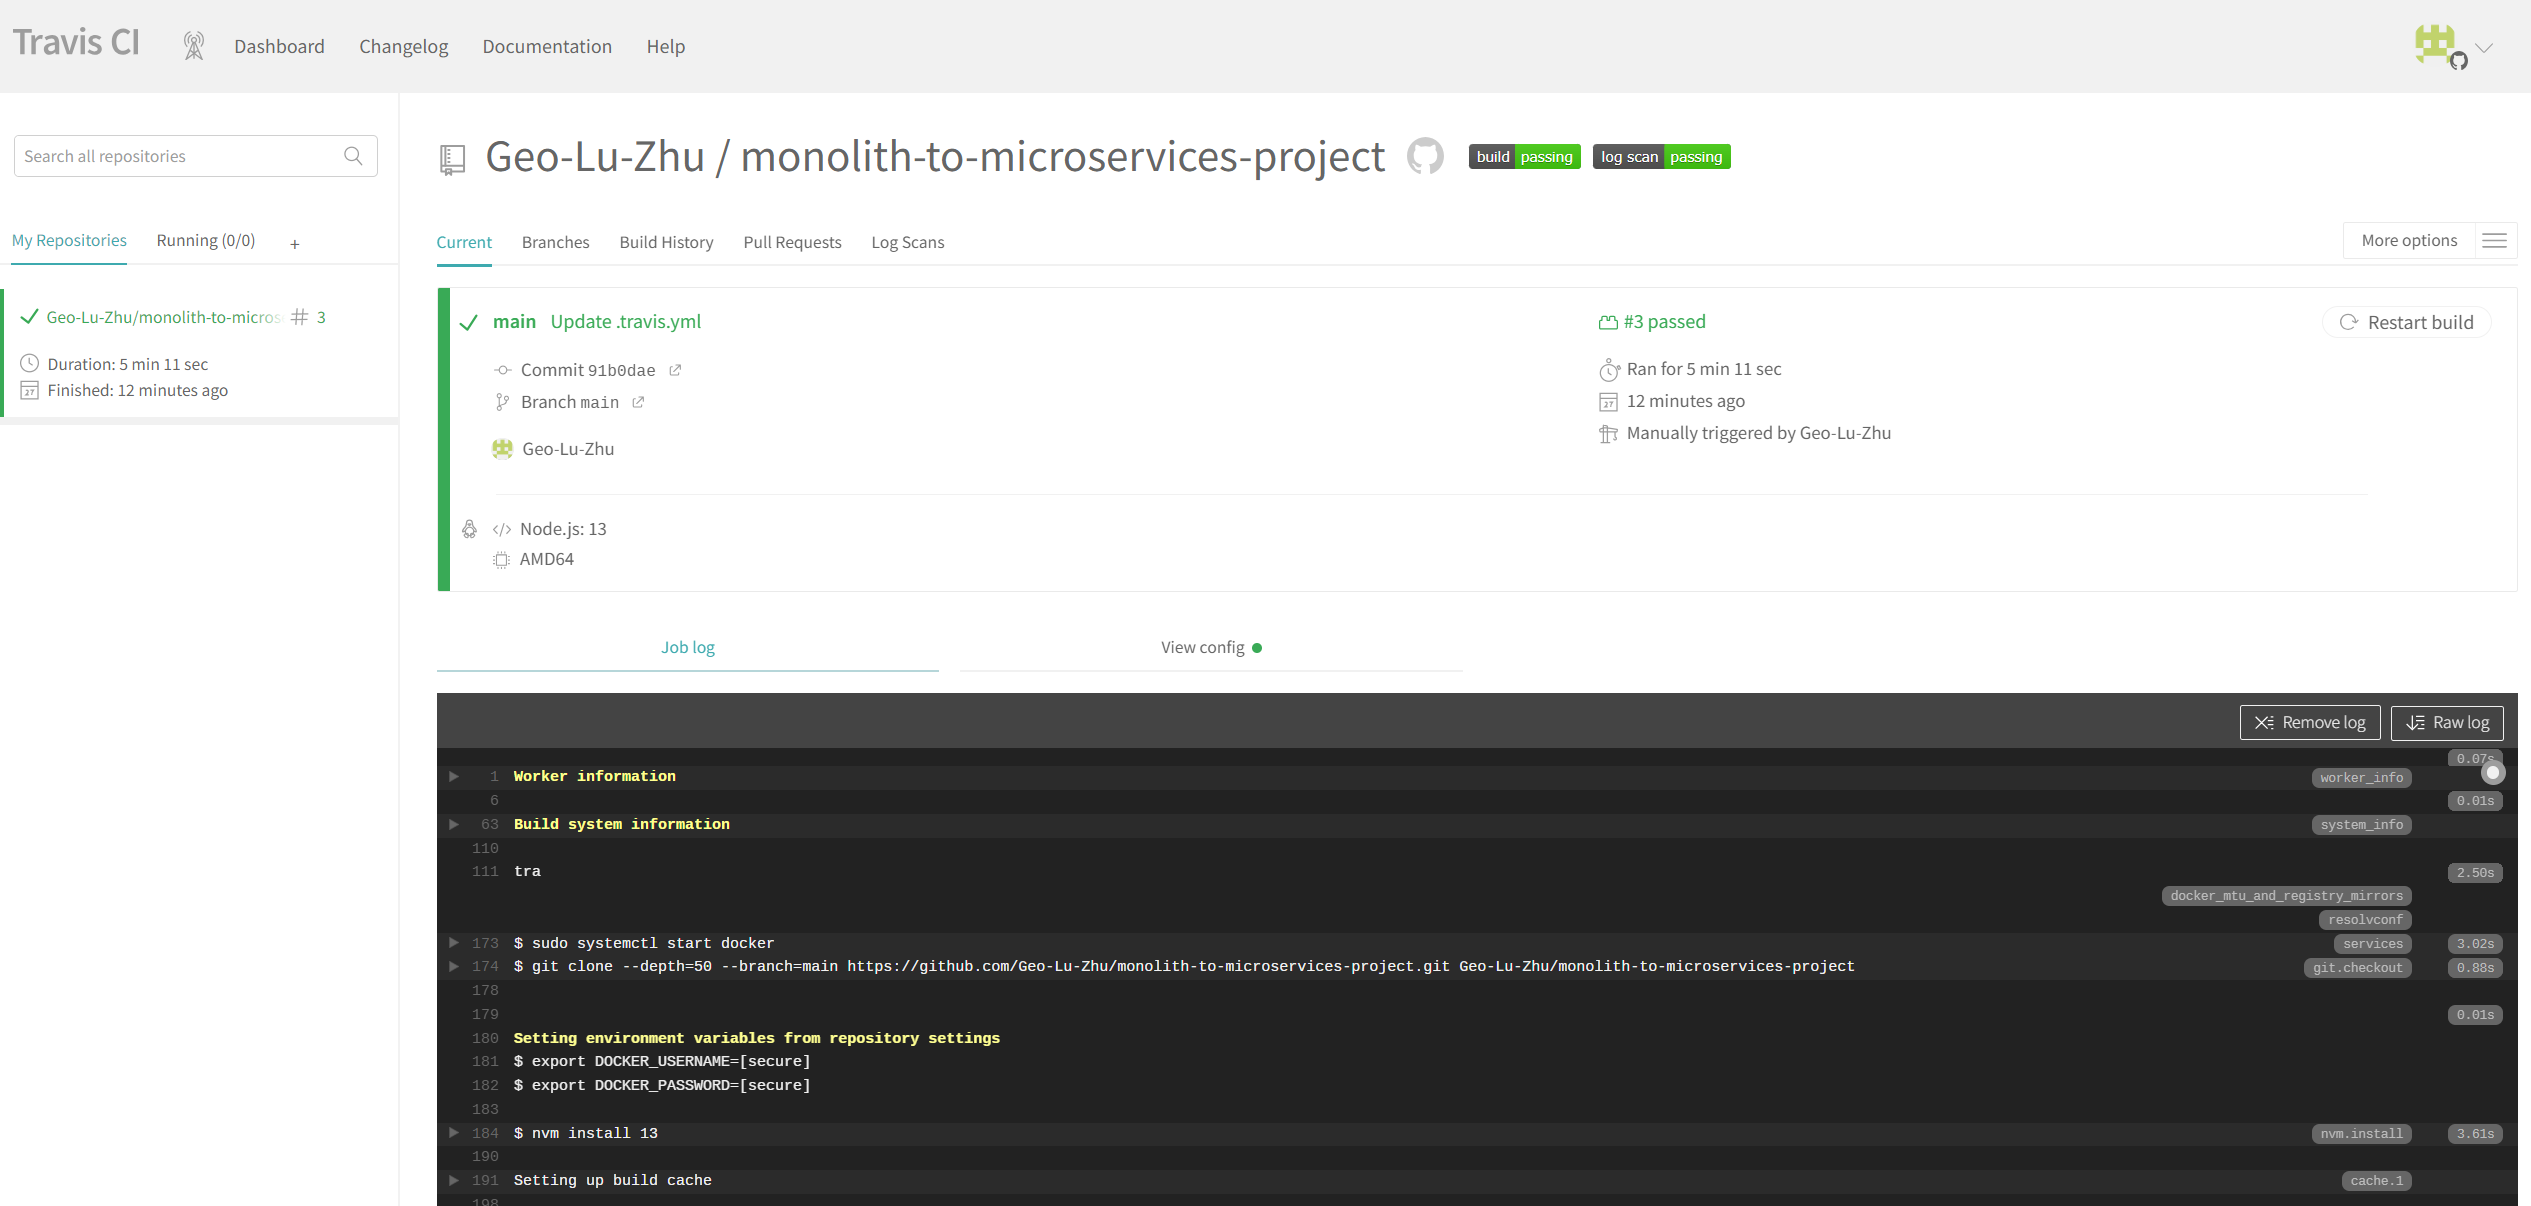 Travis CI
Dashboard Changelog Documentation Help
Search all repositories
My Repositories Running (0/0) +
Geo-Lu-Zhu/monolith-to-micros # 3
Duration: 5 min 11 sec
Finished: 12 minutes ago
Geo-Lu-Zhu / monolith-to-microservices-project build passing log scan passing
Current Branches Build History Pull Requests Log Scans More options
main Update .travis.yml
Commit 91b0dae
Branch main
Geo-Lu-Zhu
#3 passed
Ran for 5 min 11 sec
12 minutes ago
Manually triggered by Geo-Lu-Zhu
Restart build
Node.js: 13
AMD64
Job log View config
Remove log Raw log
0.07s
1 Worker information worker_info
6 0.01s
63 Build system information system_info
110
111 tra 2.50s
docker_mtu_and_registry_mirrors
resolvconf
173 $ sudo systemctl start docker services 3.02s
174 $ git clone --depth=50 --branch=main https://github.com/Geo-Lu-Zhu/monolith-to-microservices-project.git Geo-Lu-Zhu/monolith-to-microservices-project git.checkout 0.88s
178
179 0.01s
180 Setting environment variables from repository settings
181 $ export DOCKER_USERNAME=[secure]
182 $ export DOCKER_PASSWORD=[secure]
183
184 $ nvm install 13 nvm.install 3.61s
190
191 Setting up build cache cache.1
198